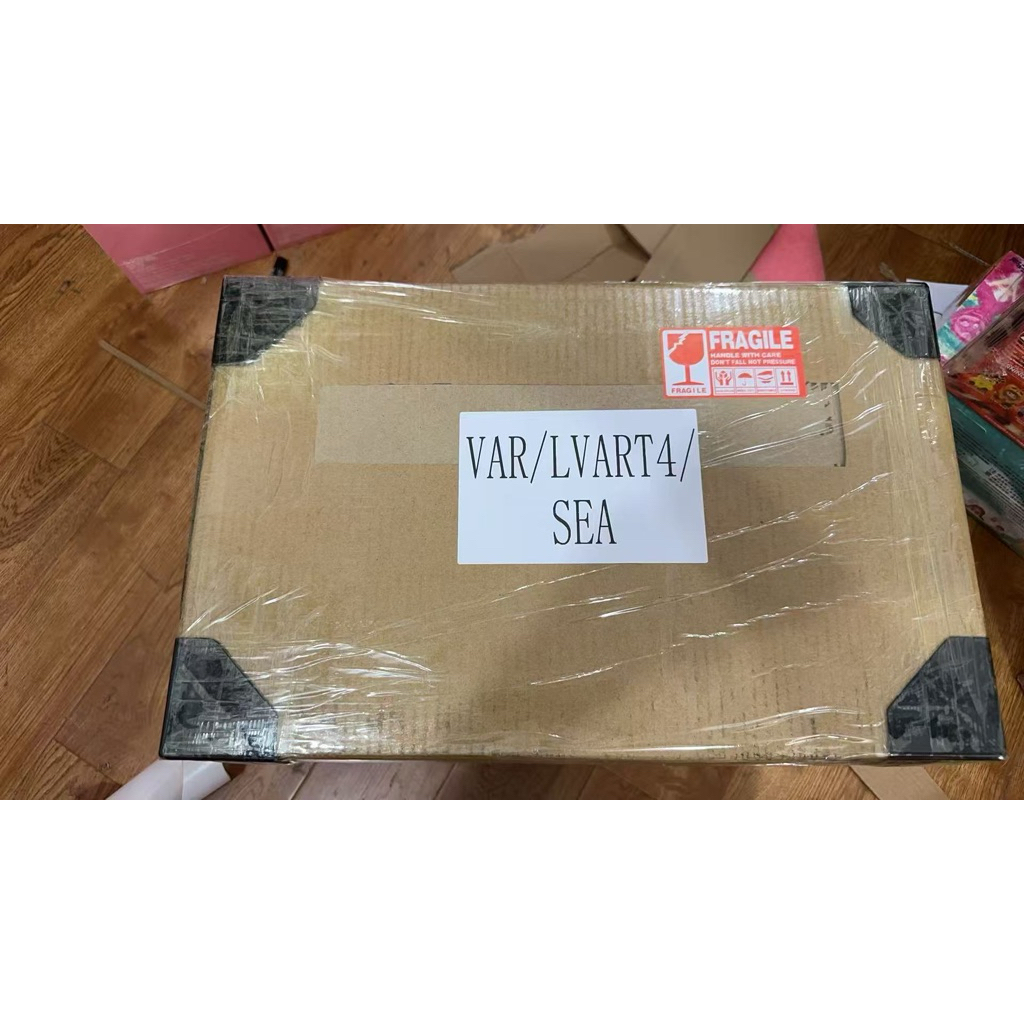 FRAGILE
HANDLE WITH CARE
DON'T FALL NOT PRESSURE
FRAGILE
VAR/LVART4/
SEA